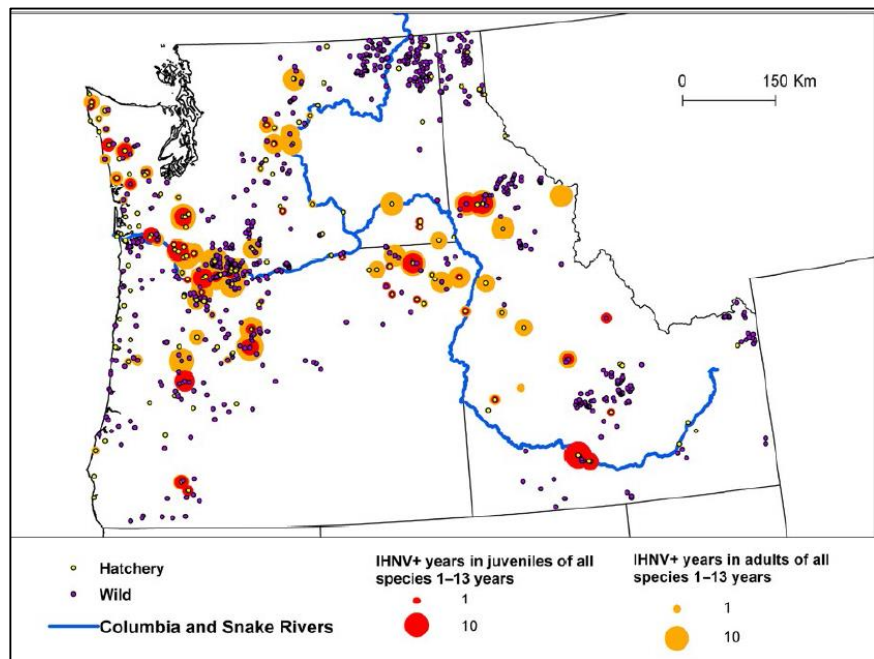 0 150 Km
Hatchery
Wild
Columbia and Snake Rivers
IHNV+ years in juveniles of all
species 1–13 years
1
10
IHNV+ years in adults of all
species 1–13 years
1
10